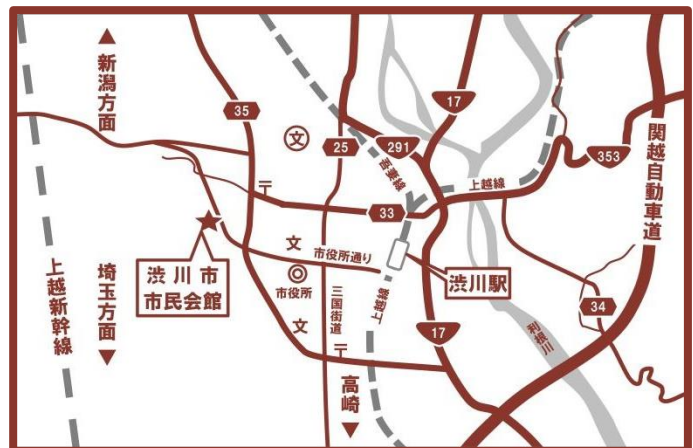 新潟方面
35
文
25
291
17
353
関越自動車道
吾妻線
上越線
〒
33
文
市役所通り
渋川市
市民会館
市役所
渋川駅
上越新幹線
埼玉方面
三国街道
上越線
34
文
〒
17
利根川
高崎